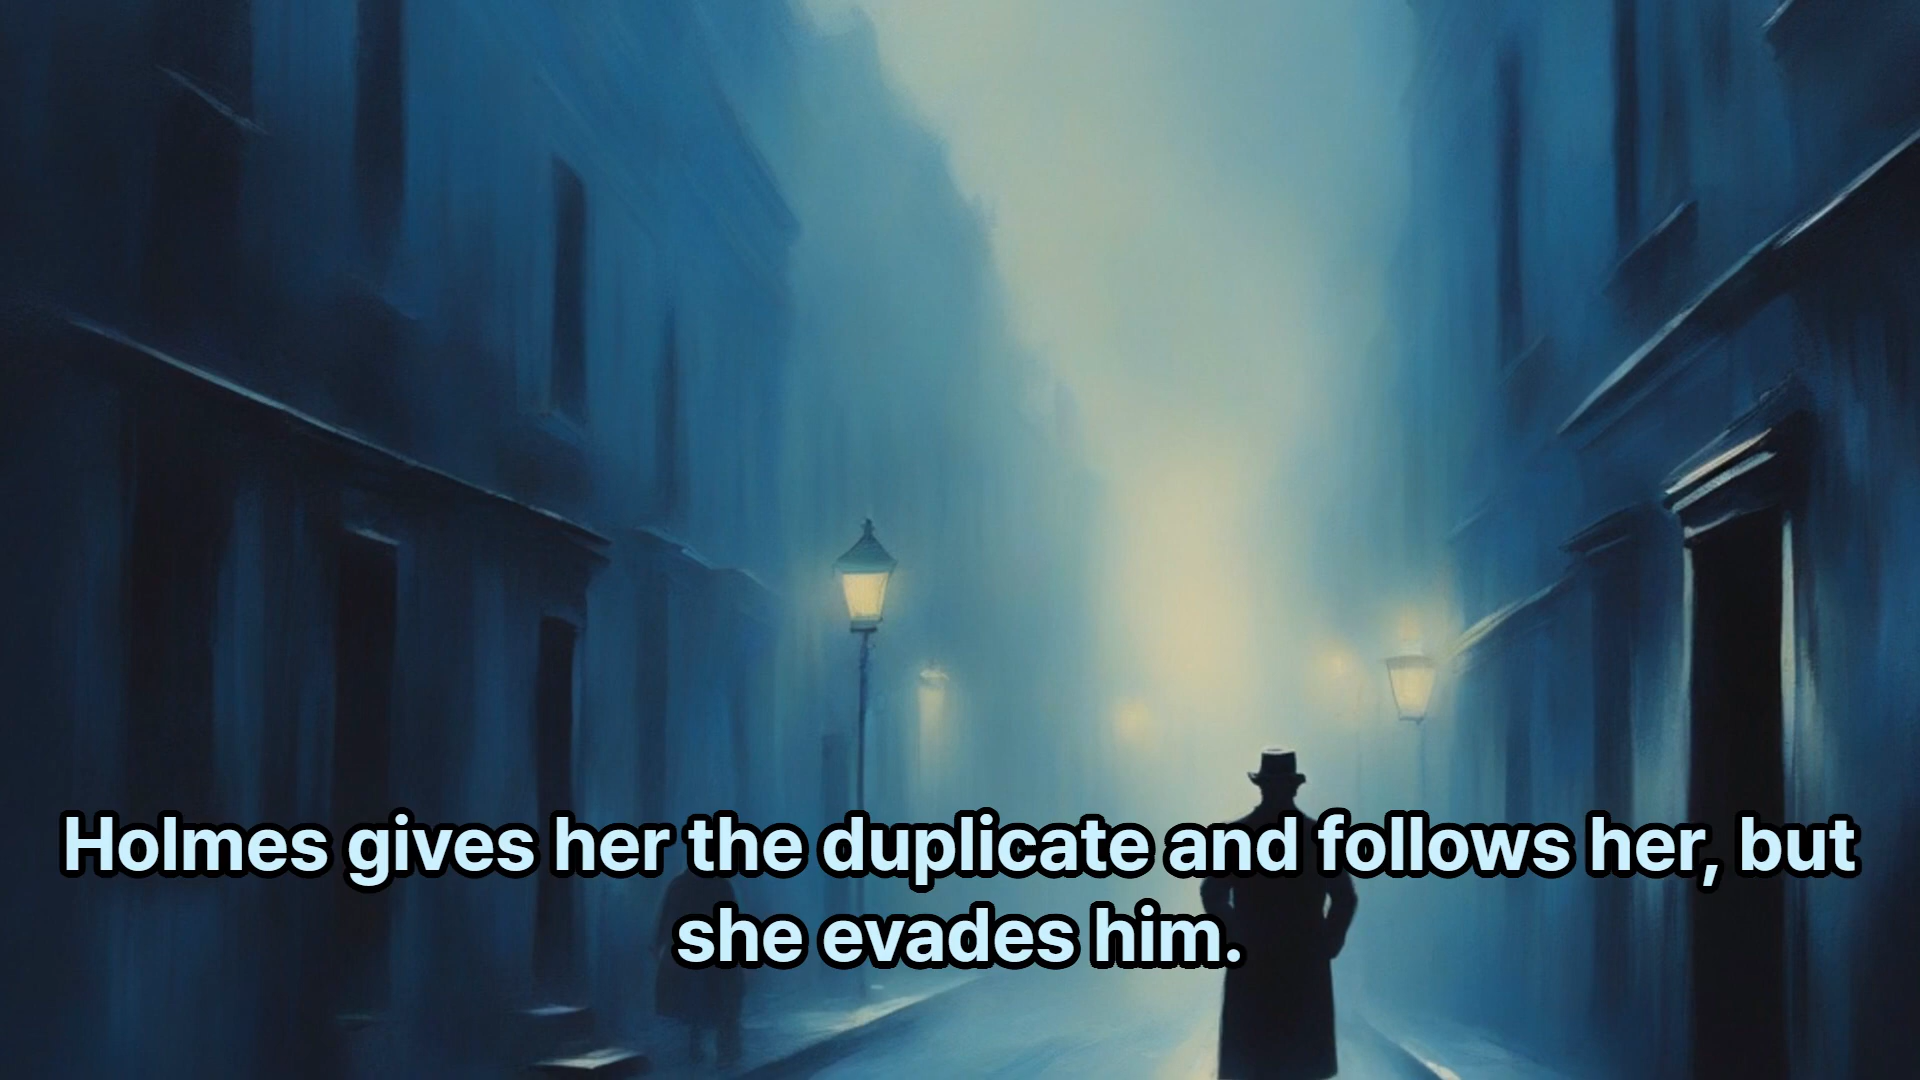 Holmes gives her the duplicate and follows her, but
she evades him.